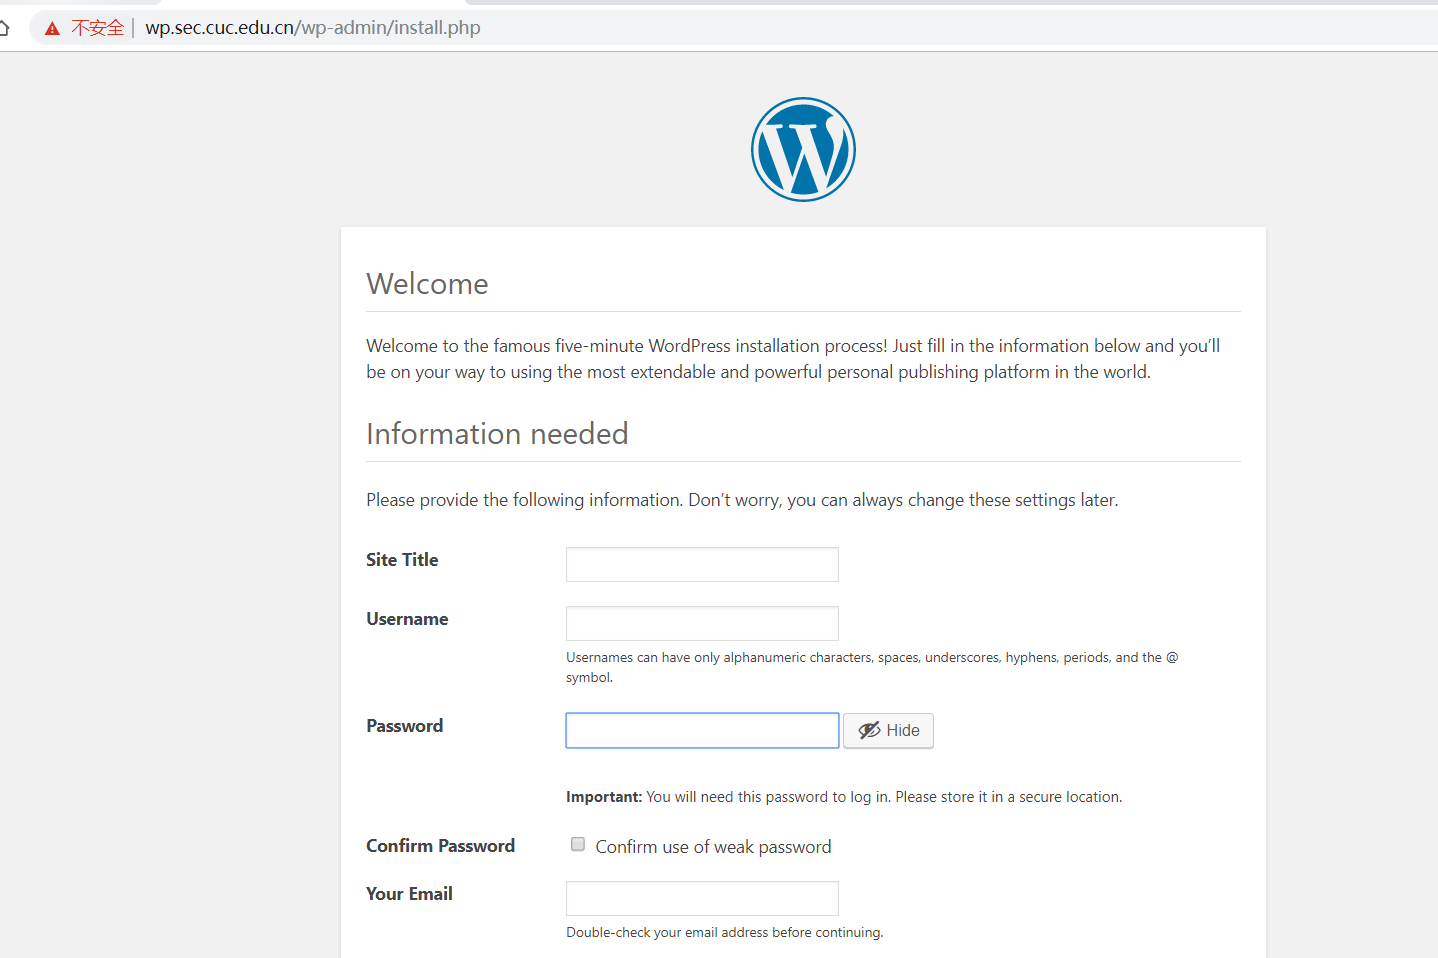 不安全 | wp.sec.cuc.edu.cn/wp-admin/install.php
Welcome
Welcome to the famous five-minute WordPress installation process! Just fill in the information below and you’ll
be on your way to using the most extendable and powerful personal publishing platform in the world.
Information needed
Please provide the following information. Don’t worry, you can always change these settings later.
Site Title
Username
Usernames can have only alphanumeric characters, spaces, underscores, hyphens, periods, and the @
symbol.
Password
Hide
Important: You will need this password to log in. Please store it in a secure location.
Confirm Password
Confirm use of weak password
Your Email
Double-check your email address before continuing.